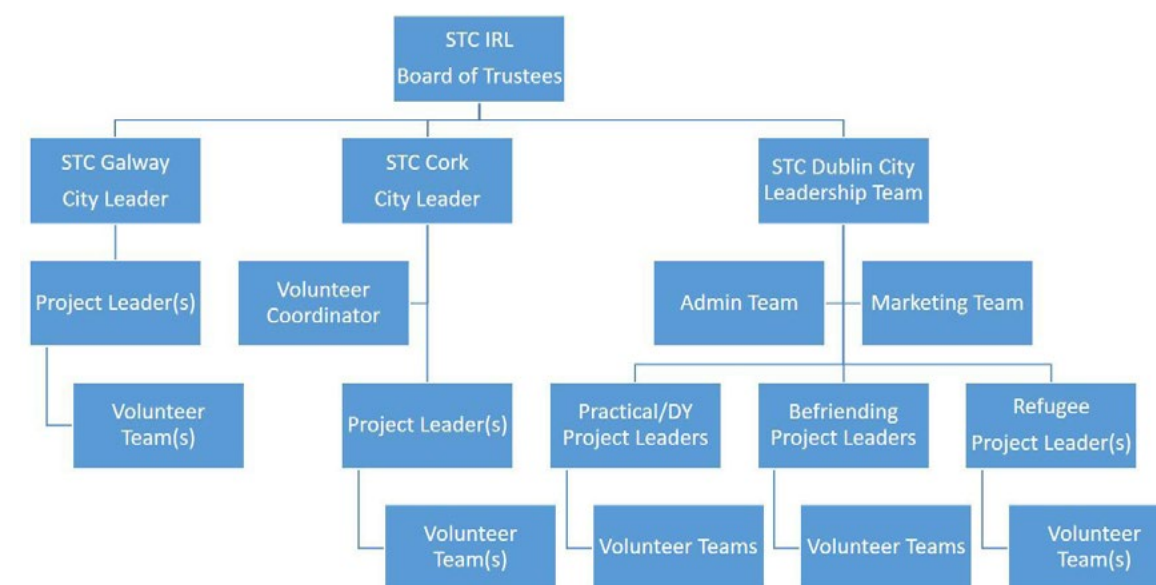 STC IRL
Board of Trustees
STC Galway
City Leader
STC Cork
City Leader
STC Dublin City
Leadership Team
Project Leader(s)
Volunteer
Coordinator
Admin Team
Marketing Team
Volunteer
Team(s)
Project Leader(s)
Practical/DY
Project Leaders
Befriending
Project Leaders
Refugee
Project Leader(s)
Volunteer
Team(s)
Volunteer Teams
Volunteer Teams
Volunteer
Team(s)